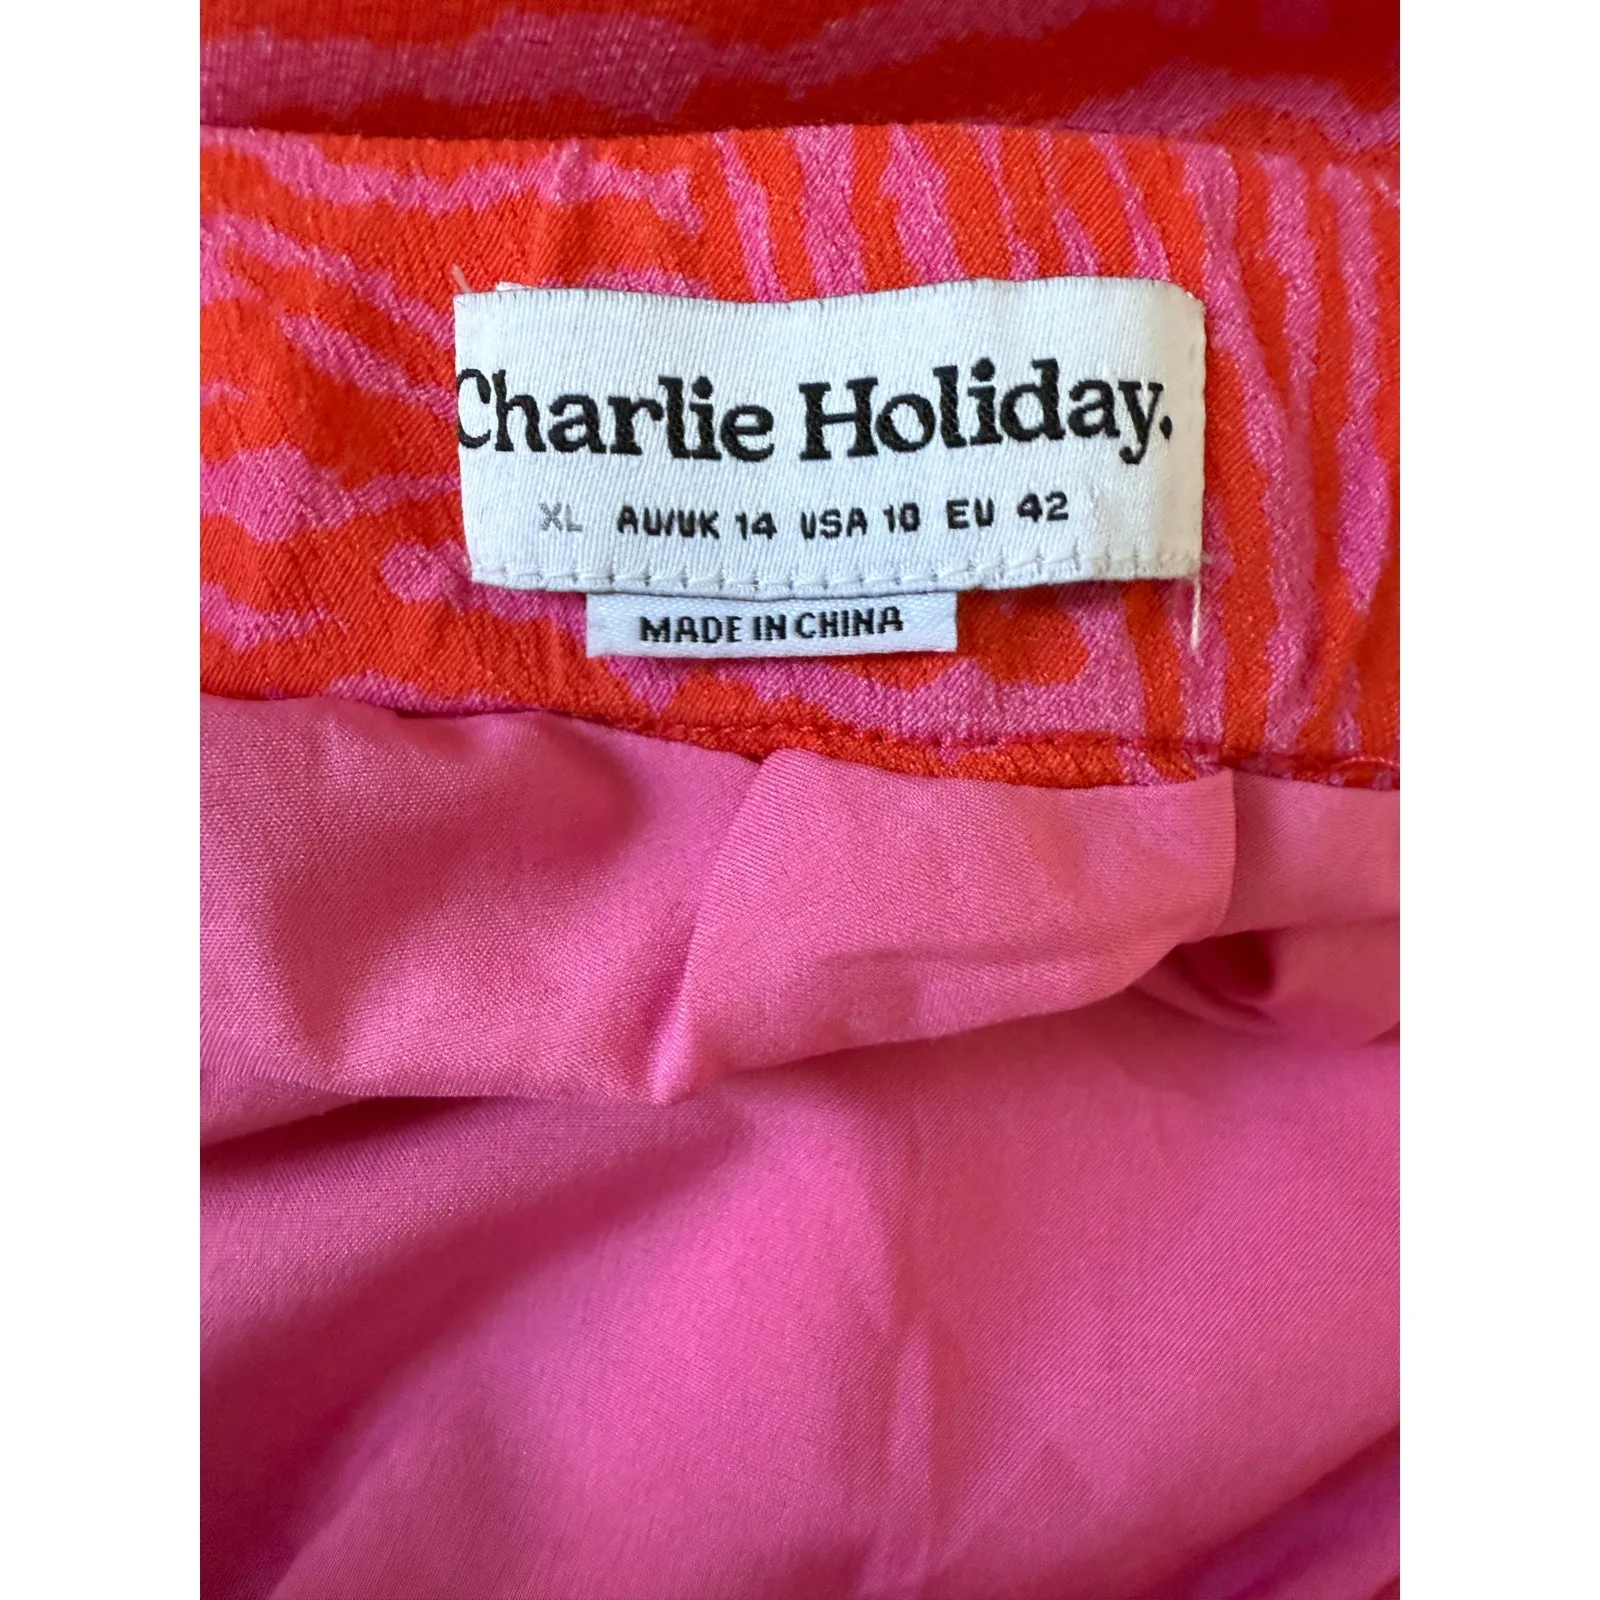 Charlie Holiday.
XL AU/UK 14 USA 10 EU 42
MADE IN CHINA